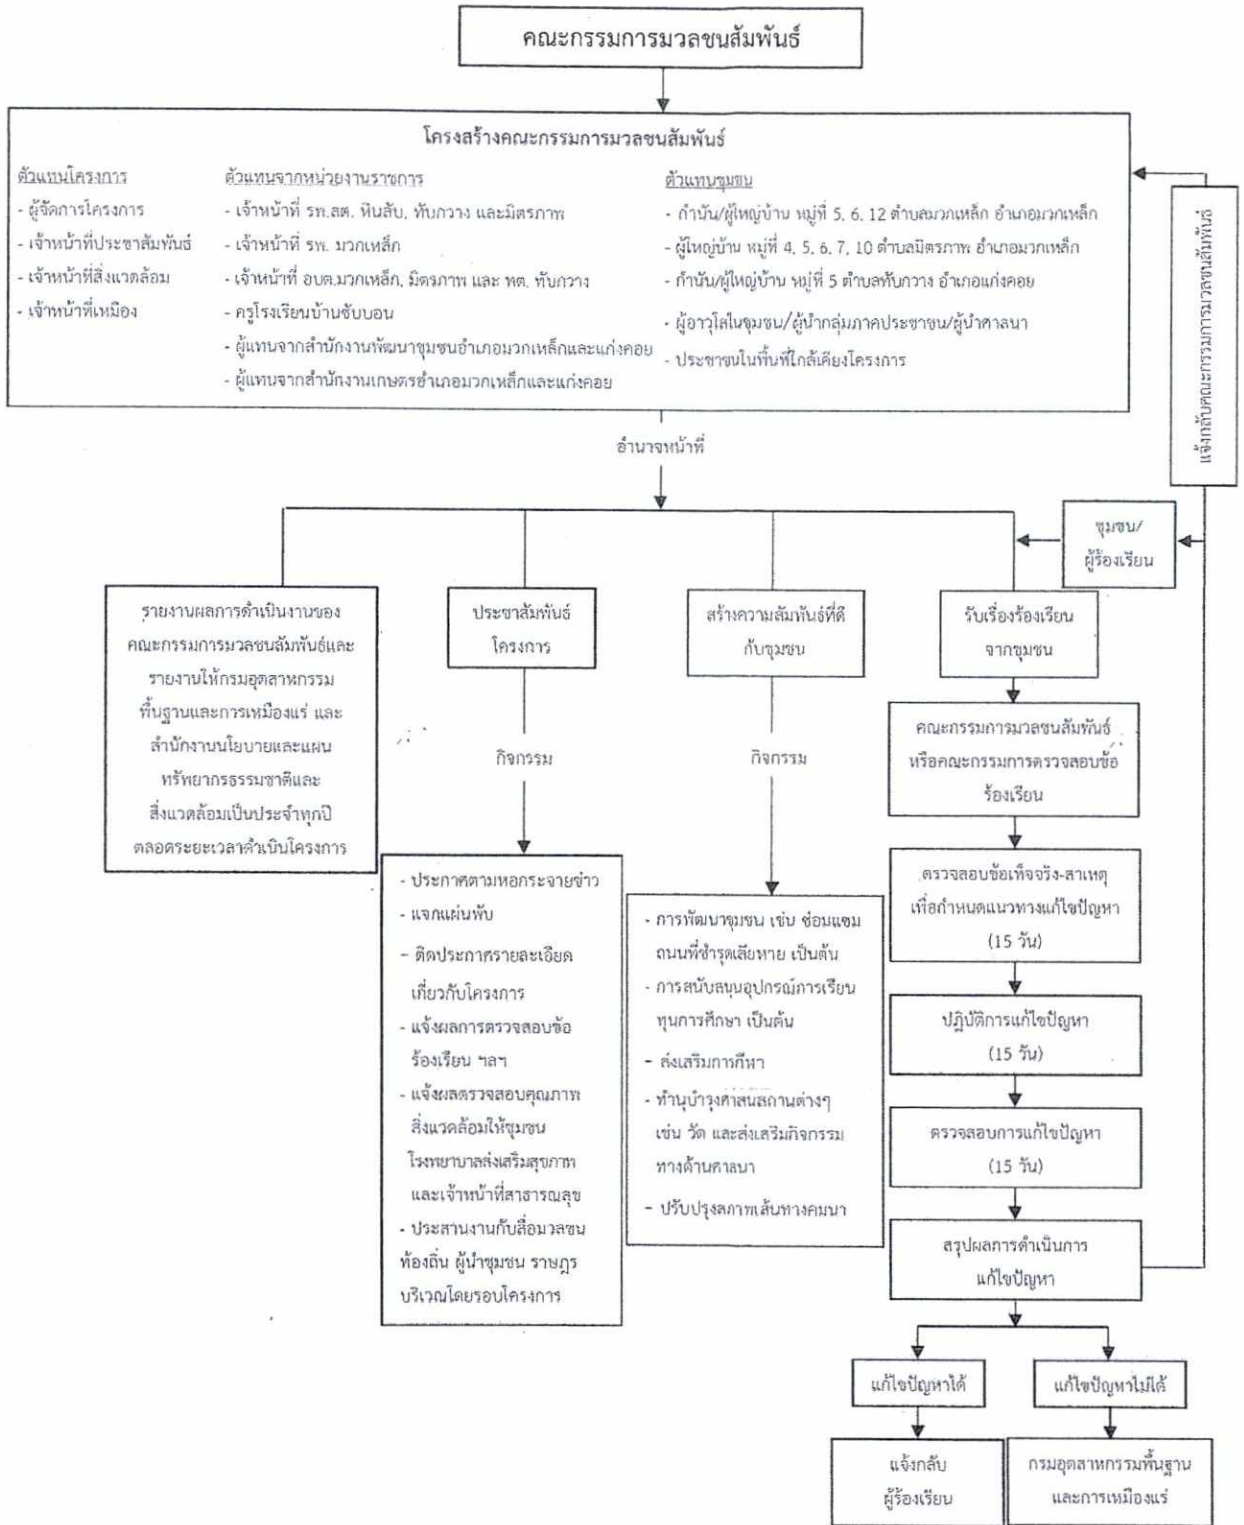 คณะกรรมการมวลชนสัมพันธ์
โครงสร้างคณะกรรมการมวลชนสัมพันธ์
ตัวแทนโครงการ
- ผู้จัดการโครงการ
- เจ้าหน้าที่ประชาสัมพันธ์
- เจ้าหน้าที่สิ่งแวดล้อม
- เจ้าหน้าที่เหมือง
ตัวแทนจากหน่วยงานราชการ
- เจ้าหน้าที่ รพ.สต. หินลับ, ทับกวาง และมิตรภาพ
- เจ้าหน้าที่ รพ. มวกเหล็ก
- เจ้าหน้าที่ อบต.มวกเหล็ก, มิตรภาพ และ ทต. ทับกวาง
- ครูโรงเรียนบ้านซับบอน
- ผู้แทนจากสำนักงานพัฒนาชุมชนอำเภอมวกเหล็กและแก่งคอย
- ผู้แทนจากสำนักงานเกษตรอำเภอมวกเหล็กและแก่งคอย
ตัวแทนชุมชน
- กำนัน/ผู้ใหญ่บ้าน หมู่ที่ 5, 6, 12 ตำบลมวกเหล็ก อำเภอมวกเหล็ก
- ผู้ใหญ่บ้าน หมู่ที่ 4, 5, 6, 7, 10 ตำบลมิตรภาพ อำเภอมวกเหล็ก
- กำนัน/ผู้ใหญ่บ้าน หมู่ที่ 5 ตำบลทับกวาง อำเภอแก่งคอย
- ผู้อาวุโสในชุมชน/ผู้นำกลุ่มภาคประชาชน/ผู้นำศาสนา
- ประชาชนในพื้นที่ใกล้เคียงโครงการ
แจ้งกลับคณะกรรมการมวลชนสัมพันธ์
อำนาจหน้าที่
ชุมชน/
ผู้ร้องเรียน
รายงานผลการดำเนินงานของ
คณะกรรมการมวลชนสัมพันธ์และ
รายงานให้กรมอุตสาหกรรม
พื้นฐานและการเหมืองแร่ และ
สำนักงานนโยบายและแผน
ทรัพยากรธรรมชาติและ
สิ่งแวดล้อมเป็นประจำทุกปี
ตลอดระยะเวลาดำเนินโครงการ
ประชาสัมพันธ์
โครงการ
กิจกรรม
- ประกาศตามหอกระจายข่าว
- แจกแผ่นพับ
- ติดประกาศรายละเอียด
เกี่ยวกับโครงการ
- แจ้งผลการตรวจสอบข้อ
ร้องเรียน ฯลฯ
- แจ้งผลตรวจสอบคุณภาพ
สิ่งแวดล้อมให้ชุมชน
โรงพยาบาลส่งเสริมสุขภาพ
และเจ้าหน้าที่สาธารณสุข
- ประสานงานกับสื่อมวลชน
ท้องถิ่น ผู้นำชุมชน ราษฎร
บริเวณโดยรอบโครงการ
สร้างความสัมพันธ์ที่ดี
กับชุมชน
กิจกรรม
- การพัฒนาชุมชน เช่น ซ่อมแซม
ถนนที่ชำรุดเสียหาย เป็นต้น
- การสนับสนุนอุปกรณ์การเรียน
ทุนการศึกษา เป็นต้น
- ส่งเสริมการกีฬา
- ทำนุบำรุงศาสนสถานต่างๆ
เช่น วัด และส่งเสริมกิจกรรม
ทางด้านศาสนา
- ปรับปรุงสภาพเส้นทางคมนา
รับเรื่องร้องเรียน
จากชุมชน
คณะกรรมการมวลชนสัมพันธ์
หรือคณะกรรมการตรวจสอบข้อ
ร้องเรียน
ตรวจสอบข้อเท็จจริง-สาเหตุ
เพื่อกำหนดแนวทางแก้ไขปัญหา
(15 วัน)
ปฏิบัติการแก้ไขปัญหา
(15 วัน)
ตรวจสอบการแก้ไขปัญหา
(15 วัน)
สรุปผลการดำเนินการ
แก้ไขปัญหา
แก้ไขปัญหาได้
แก้ไขปัญหาไม่ได้
แจ้งกลับ
ผู้ร้องเรียน
กรมอุตสาหกรรมพื้นฐาน
และการเหมืองแร่